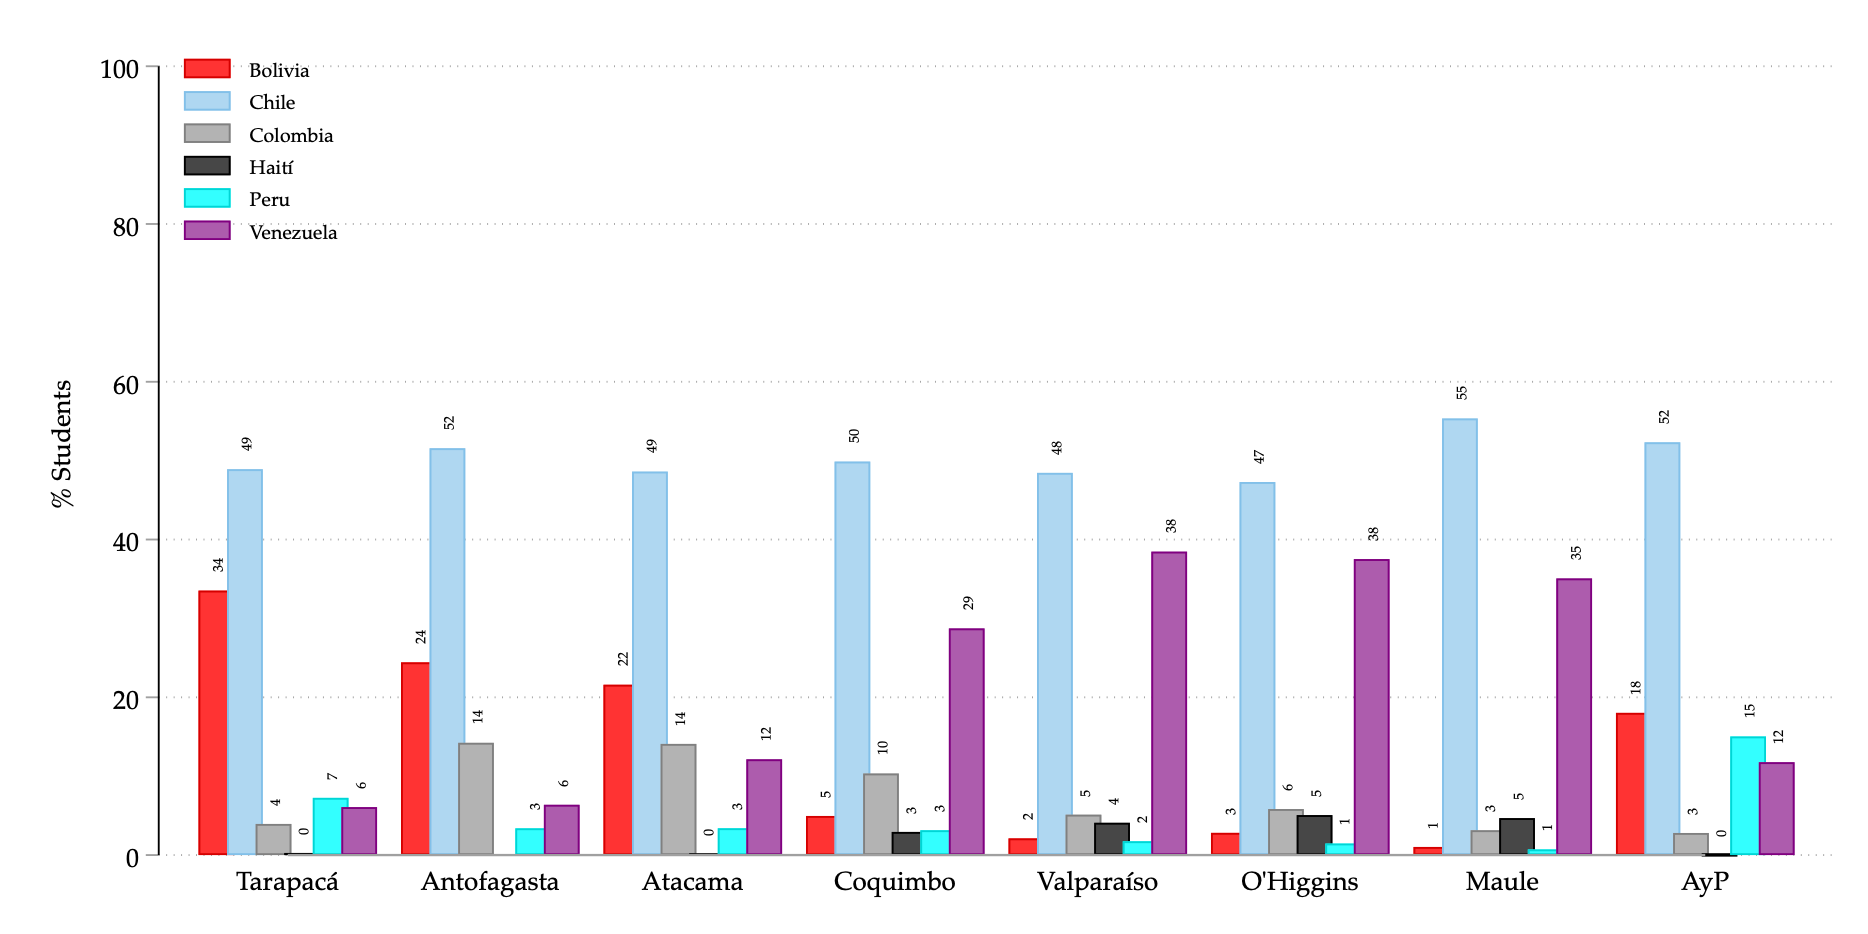 % Students
100
80
60
40
20
0
Bolivia
Chile
Colombia
Haití
Peru
Venezuela
34 49 4 0 7 6
24 52 14 3 6
22 49 14 0 3 12
5 50 10 3 3 29
2 48 5 4 2 38
3 47 6 5 1 38
1 55 3 5 1 35
18 52 3 0 15 12
Tarapacá Antofagasta Atacama Coquimbo Valparaíso O'Higgins Maule AyP